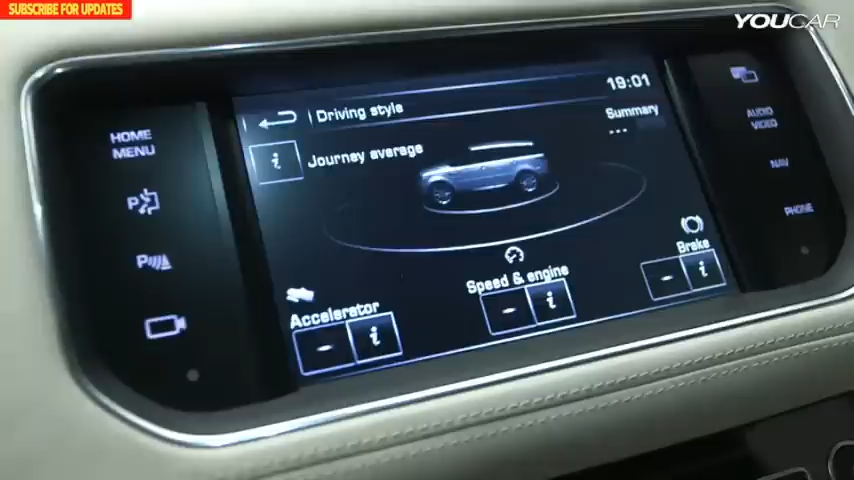 SUBSCRIBE FOR UPDATES
YOUCAR
19:01
Driving style
Summary
HOME
MENU
i Journey average
AUDIO
VIDEO
NAV
P
PHONE
P
Brake
Speed & engine
- i
Accelerator
- i
- i